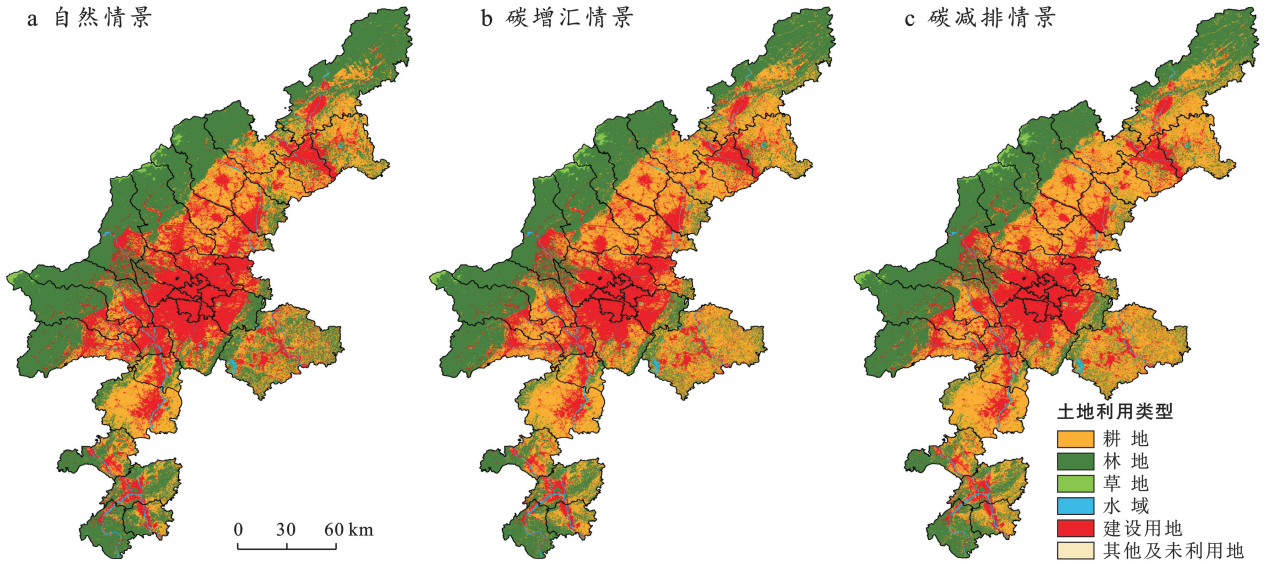 a 自然情景
b 碳增汇情景
c 碳减排情景
土地利用类型
耕 地
林 地
草 地
水 域
建设用地
其他及未利用地
0 30 60 km